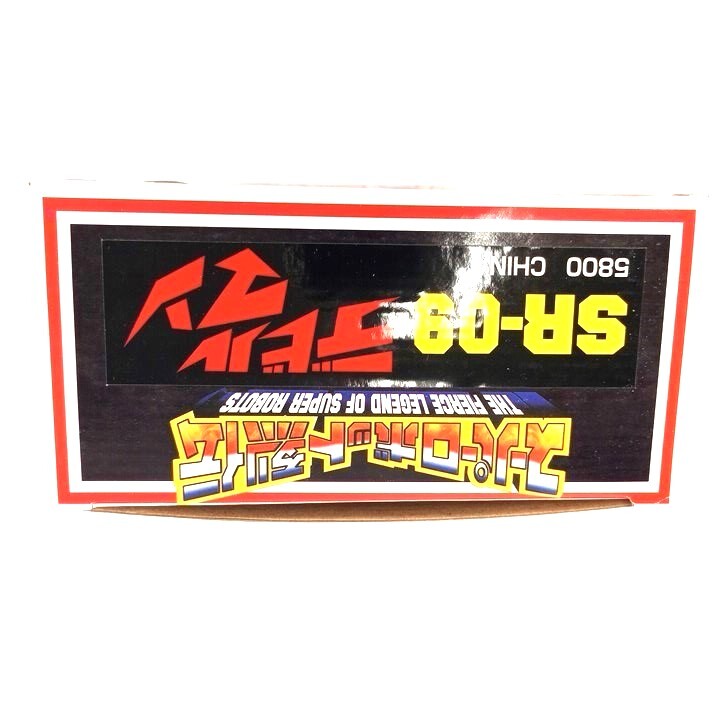 スーパーロボット烈伝
THE FIERCE LEGEND OF SUPER ROBOTS
SR-09
5800 CHINA